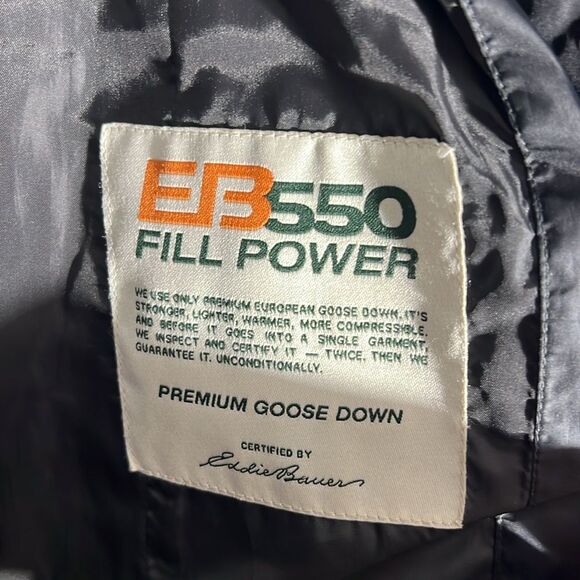 EB550
FILL POWER
WE USE ONLY PREMIUM EUROPEAN GOOSE DOWN. IT'S
STRONGER, LIGHTER, WARMER, MORE COMPRESSIBLE.
AND BEFORE IT GOES INTO A SINGLE GARMENT,
WE INSPECT AND CERTIFY IT — TWICE. THEN WE
GUARANTEE IT. UNCONDITIONALLY.
PREMIUM GOOSE DOWN
CERTIFIED BY
Eddie Bauer